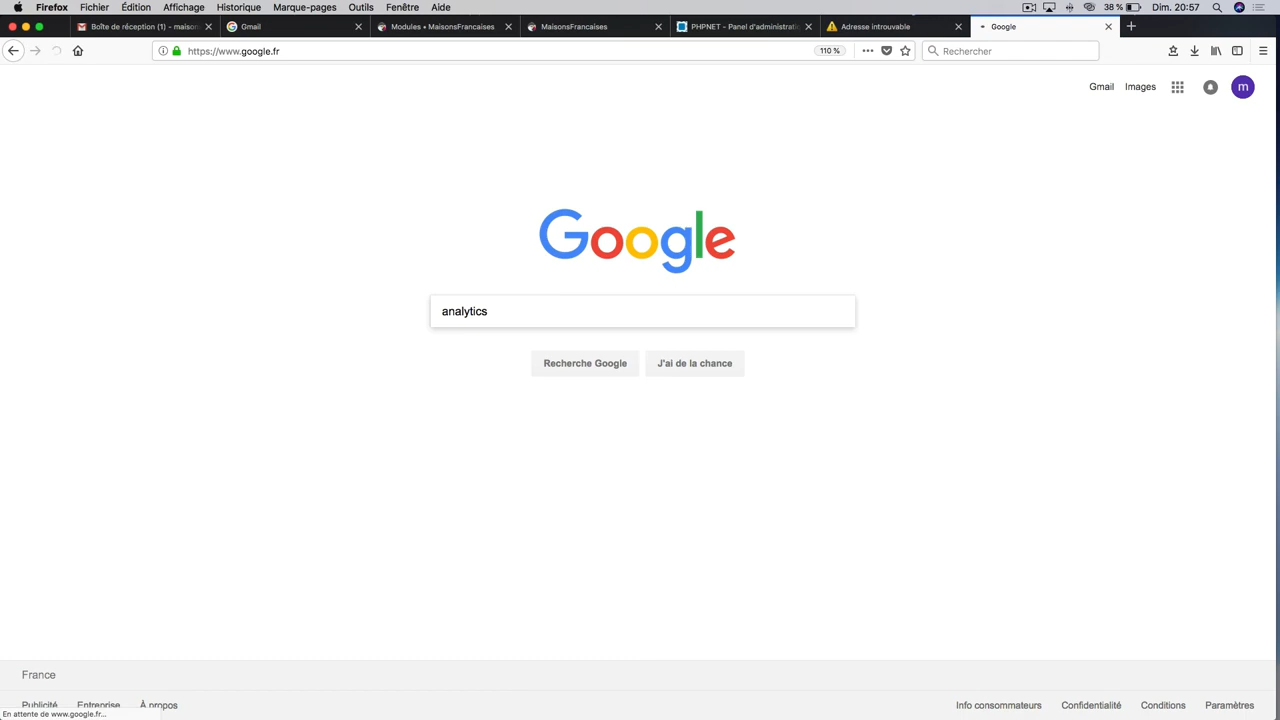 Firefox Fichier Édition Affichage Historique Marque-pages Outils Fenêtre Aide 38 % Dim. 20:57
Boîte de réception (1) - maison Gmail Modules • MaisonsFrancaises MaisonsFrancaises PHPNET - Panel d'administrati Adresse introuvable Google
https://www.google.fr 110 % Rechercher
Gmail Images m
Google
analytics
Recherche Google J'ai de la chance
France
Publicité Entreprise À propos Info consommateurs Confidentialité Conditions Paramètres
En attente de www.google.fr...